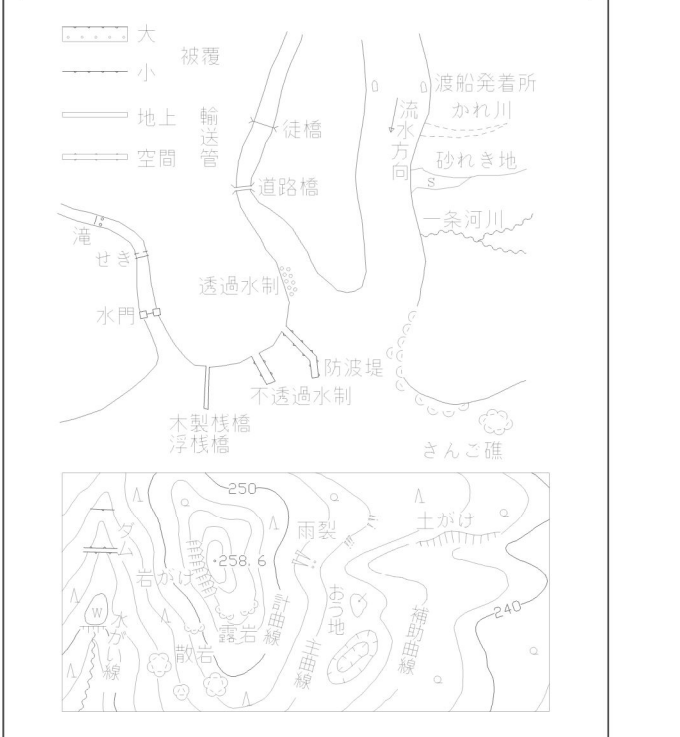 大
被覆
小
地上
輸送管
空間
渡船発着所
かれ川
流水方向
徒橋
砂れき地
s
道路橋
一条河川
滝
せき
透過水制
水門
防波堤
不透過水制
木製桟橋
浮桟橋
さんご礁
250
雨裂
土がけ
ダム
・258.6
岩がけ
計曲線
おう地
補助曲線
240
W
水がい線
露岩
散岩
主曲線